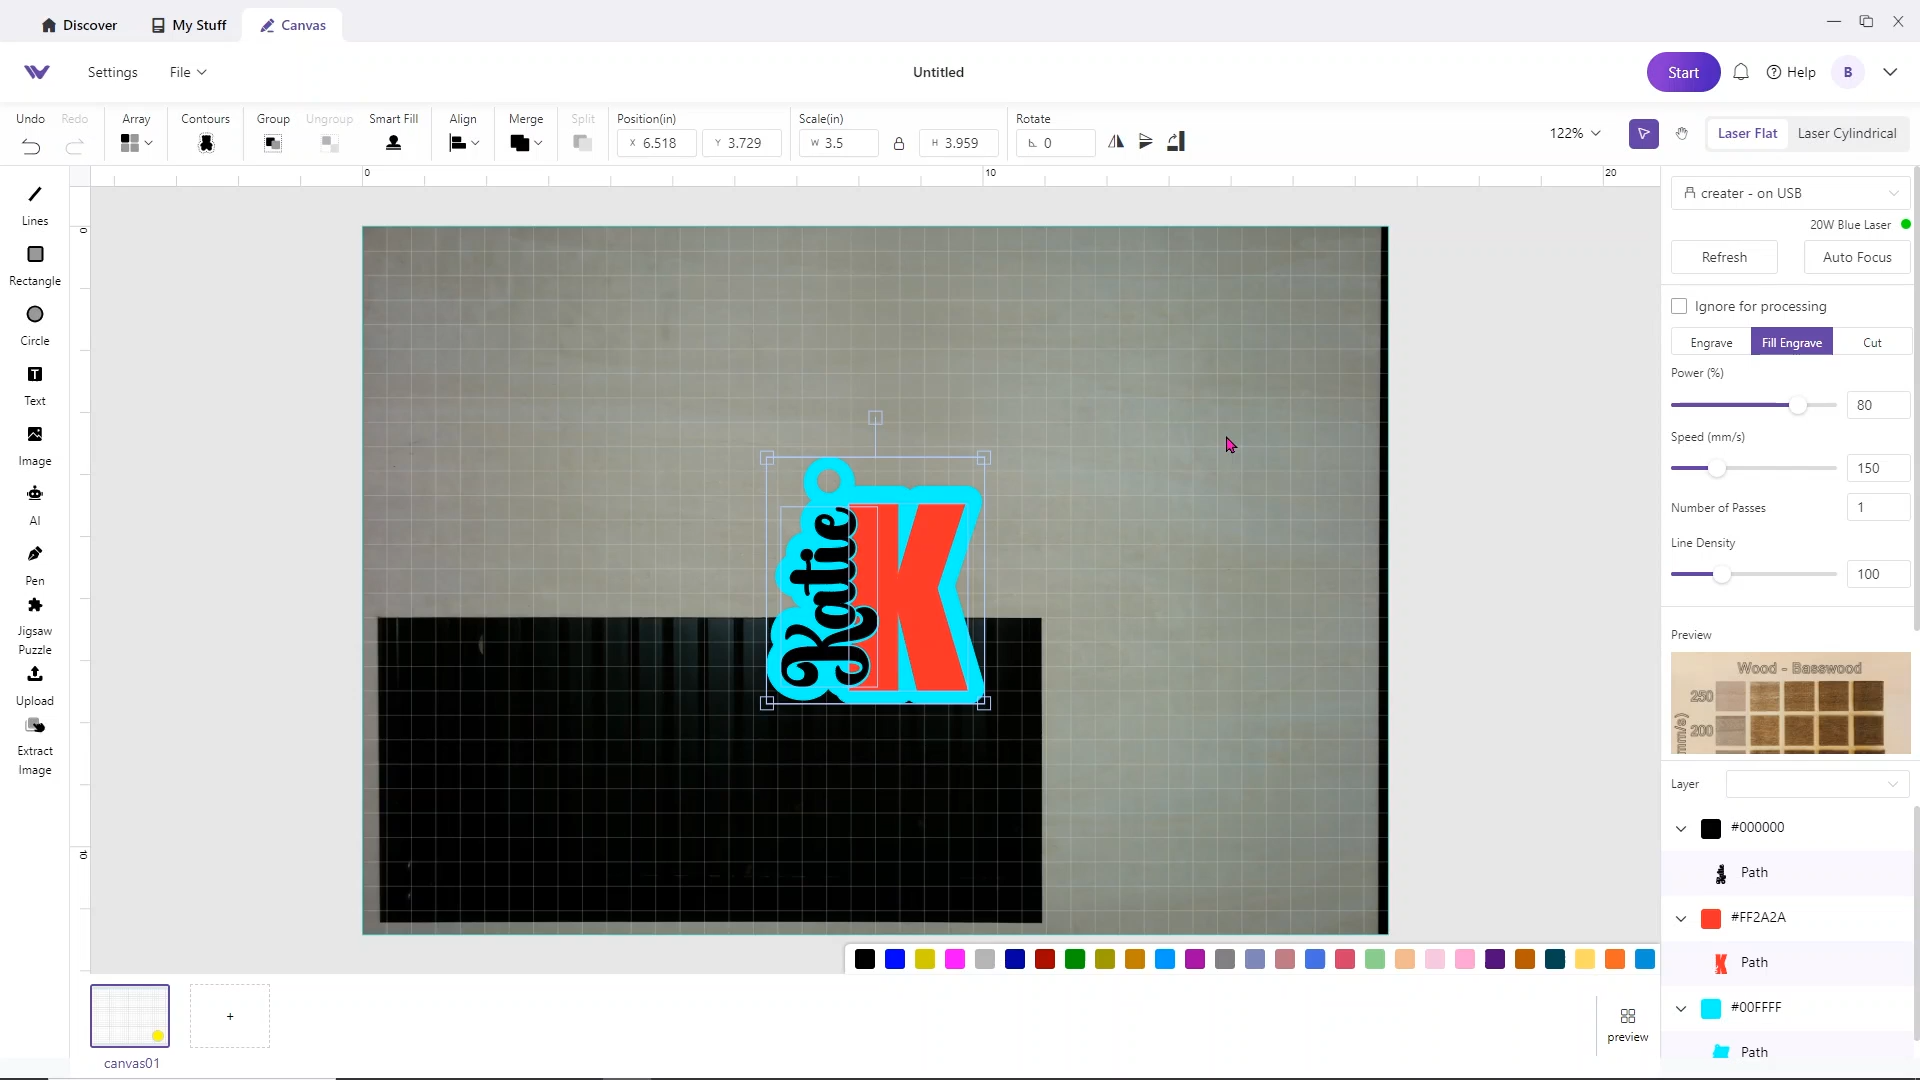 Discover My Stuff Canvas
Settings File Untitled Start Help B
Undo Redo Array Contours Group Ungroup Smart Fill Align Merge Split Position(in) Scale(in) Rotate
X 6.518 Y 3.729 W 3.5 H 3.959 0 122% Laser Flat Laser Cylindrical
0 10 20
0
10
Lines
Rectangle
Circle
Text
Image
AI
Pen
Jigsaw
Puzzle
Upload
Extract
Image
Katie
K
creater - on USB
20W Blue Laser
Refresh Auto Focus
Ignore for processing
Engrave Fill Engrave Cut
Power (%)
80
Speed (mm/s)
150
Number of Passes 1
Line Density
100
Preview
Wood - Basswood
250
200
mm/s)
Layer
#000000
Path
#FF2A2A
Path
#00FFFF
Path
+
canvas01
preview